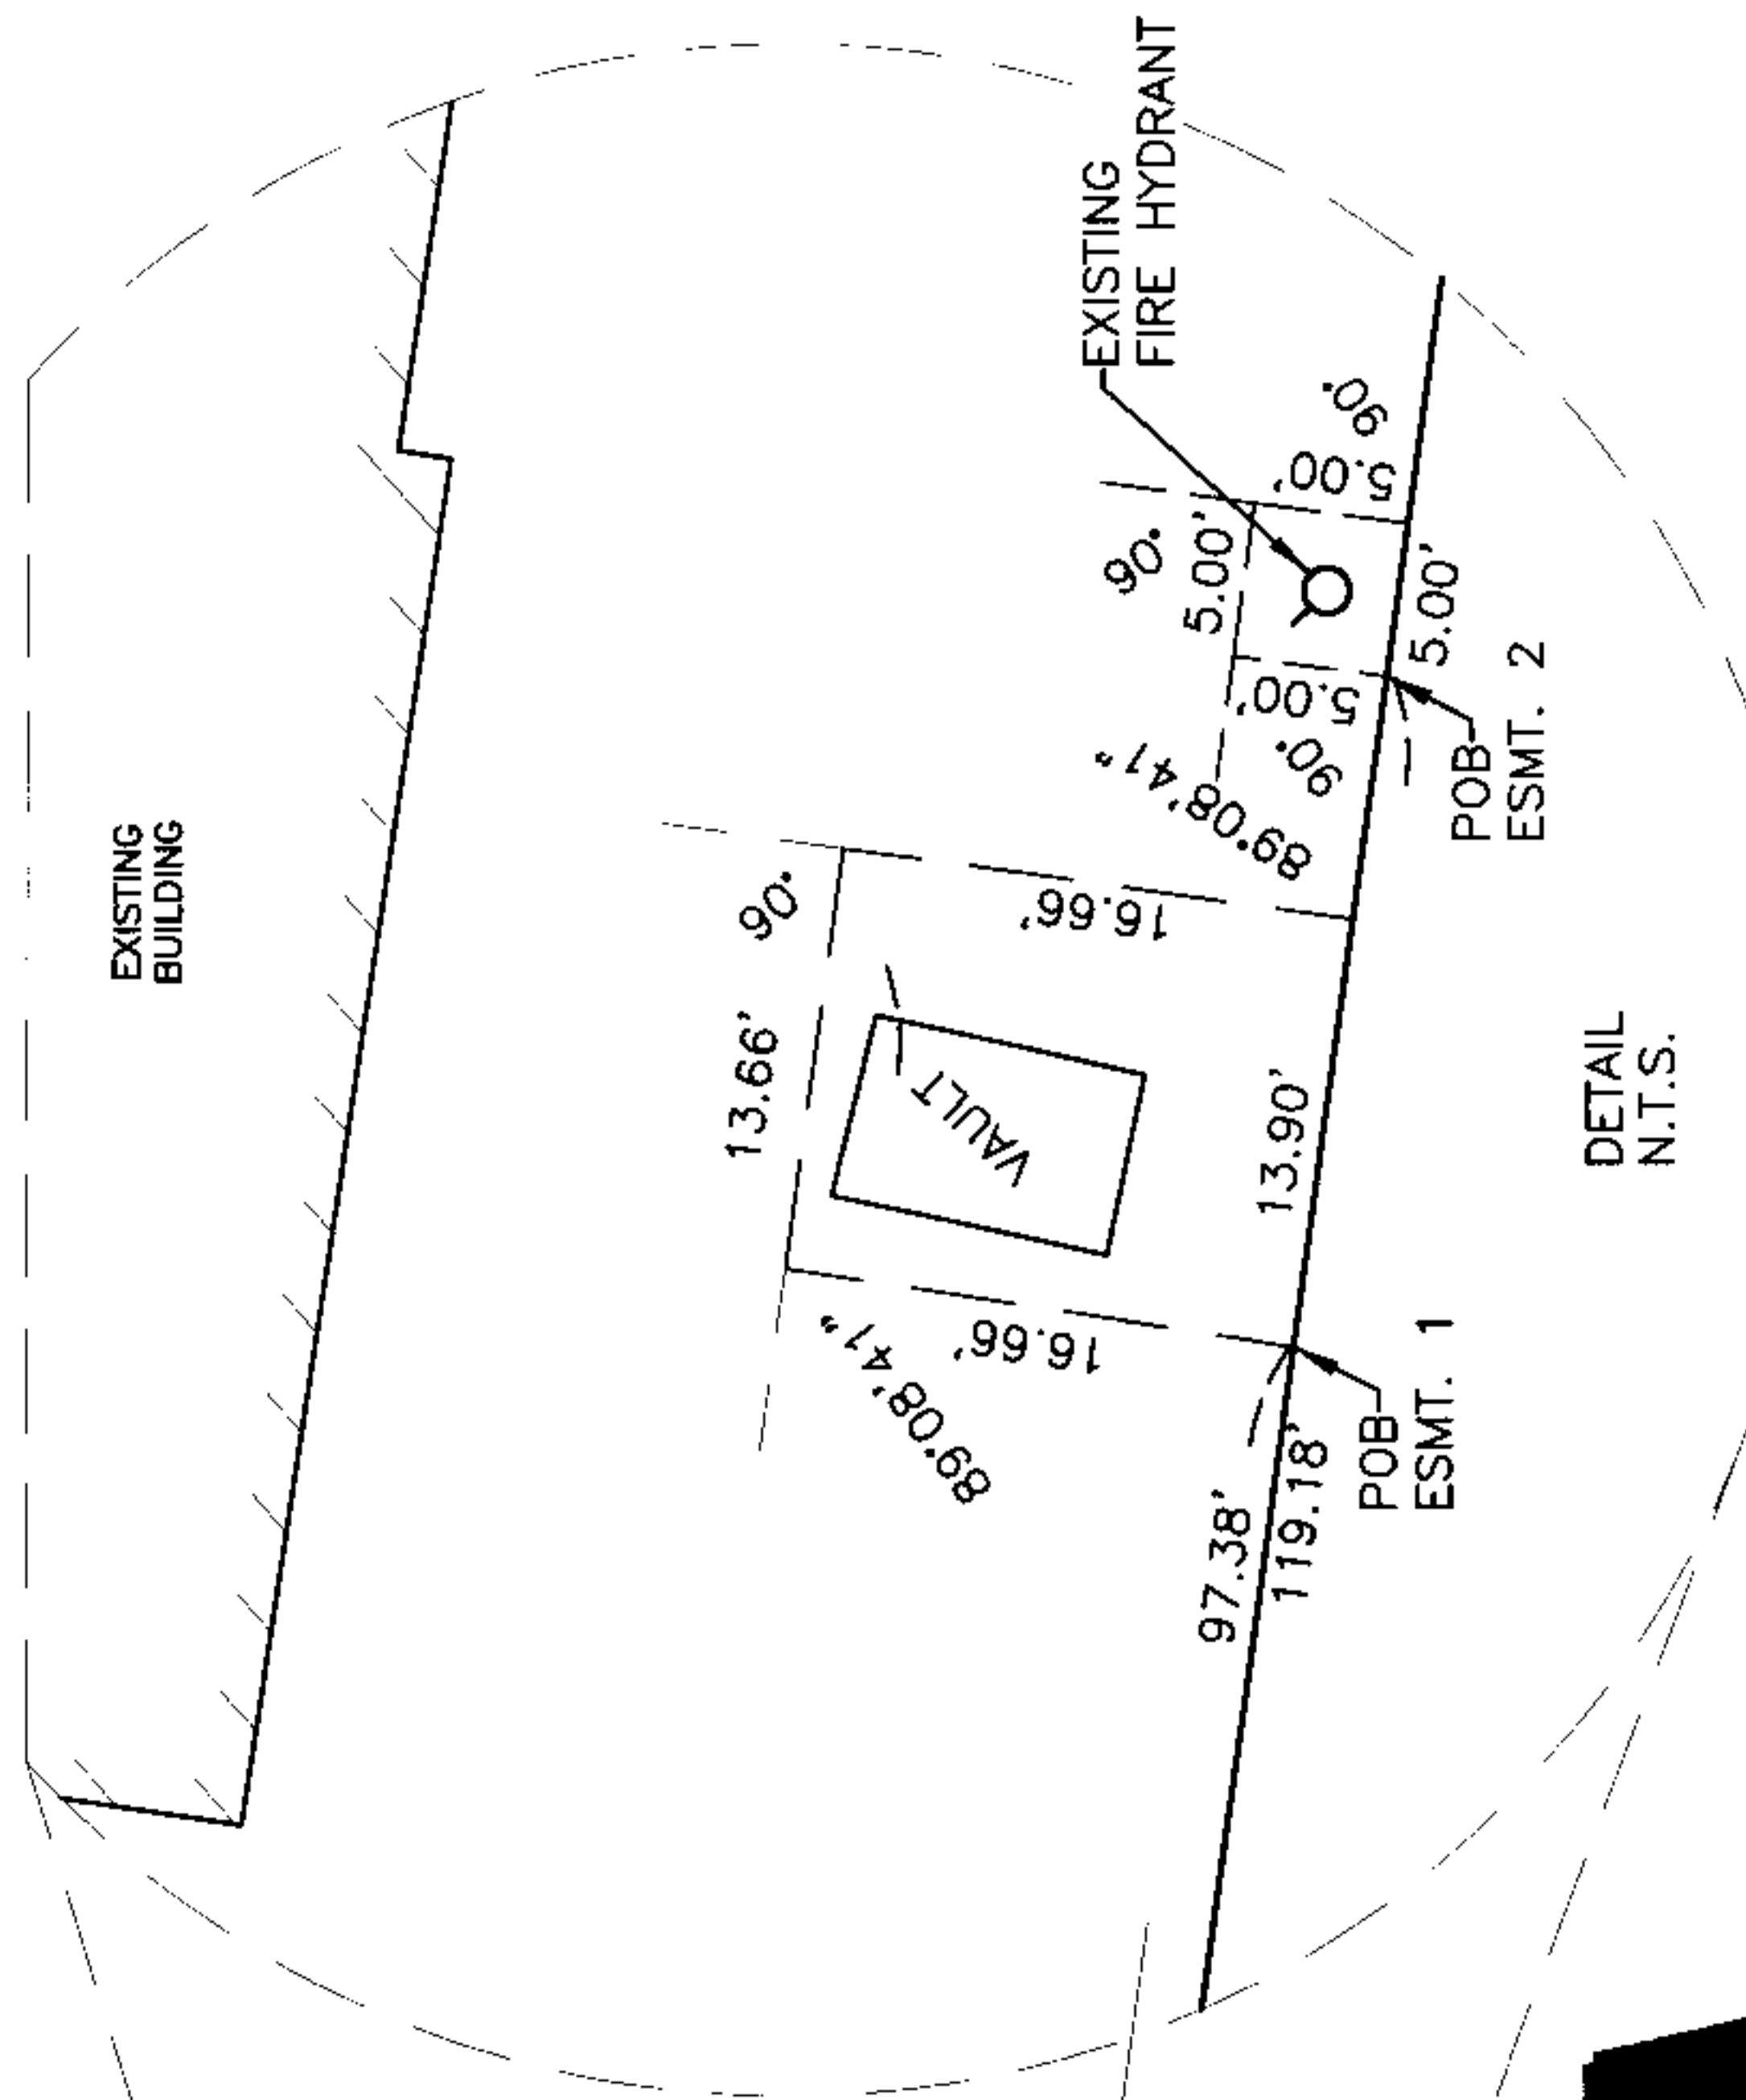 EXISTING
BUILDING
EXISTING
FIRE HYDRANT
90°
13.66'
90°
5.00'
5.00'
90°
89°08'41"
16.66'
VAULT
16.66'
89°08'41"
90°
5.00'
5.00'
13.90'
97.38'
119.18'
POB
ESMT. 1
POB
ESMT. 2
DETAIL
N.T.S.